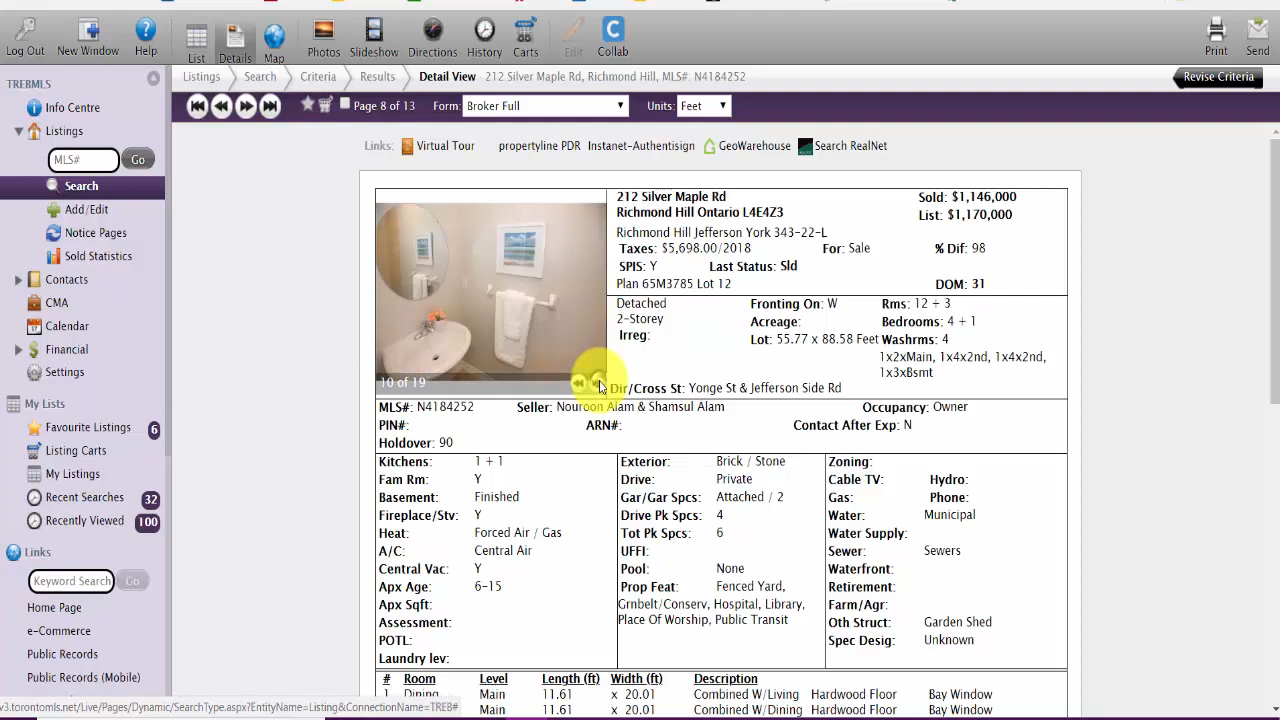 Log Out New Window Help List Details Map Photos Slideshow Directions History Carts Edit Collab Print Send
TREBMLS
Info Centre
Listings
MLS# Go
Search
Add/Edit
Notice Pages
Sold Statistics
Contacts
CMA
Calendar
Financial
Settings
My Lists
Favourite Listings 6
Listing Carts
My Listings
Recent Searches 32
Recently Viewed 100
Links
Keyword Search Go
Home Page
e-Commerce
Public Records
Public Records (Mobile)
v3.torontomls.net/Live/Pages/Dynamic/SearchType.aspx?EntityName=Listing&ConnectionName=TREB#
Listings Search Criteria Results Detail View 212 Silver Maple Rd, Richmond Hill, MLS#: N4184252 Revise Criteria
Page 8 of 13 Form: Broker Full Units: Feet
Links: Virtual Tour propertyline PDR Instanet-Authentisign GeoWarehouse Search RealNet
10 of 19
212 Silver Maple Rd Sold: $1,146,000
Richmond Hill Ontario L4E4Z3 List: $1,170,000
Richmond Hill Jefferson York 343-22-L
Taxes: $5,698.00/2018 For: Sale % Dif: 98
SPIS: Y Last Status: Sld
Plan 65M3785 Lot 12 DOM: 31
Detached Fronting On: W Rms: 12 + 3
2-Storey Acreage: Bedrooms: 4 + 1
Irreg: Lot: 55.77 x 88.58 Feet Washrms: 4
1x2xMain, 1x4x2nd, 1x4x2nd,
1x3xBsmt
Dir/Cross St: Yonge St & Jefferson Side Rd
MLS#: N4184252 Seller: Nouroon Alam & Shamsul Alam Occupancy: Owner
PIN#: ARN#: Contact After Exp: N
Holdover: 90
Kitchens: 1 + 1 Exterior: Brick / Stone Zoning:
Fam Rm: Y Drive: Private Cable TV: Hydro:
Basement: Finished Gar/Gar Spcs: Attached / 2 Gas: Phone:
Fireplace/Stv: Y Drive Pk Spcs: 4 Water: Municipal
Heat: Forced Air / Gas Tot Pk Spcs: 6 Water Supply:
A/C: Central Air UFFI: Sewer: Sewers
Central Vac: Y Pool: None Waterfront:
Apx Age: 6-15 Prop Feat: Fenced Yard, Retirement:
Apx Sqft: Grnbelt/Conserv, Hospital, Library, Farm/Agr:
Assessment: Place Of Worship, Public Transit Oth Struct: Garden Shed
POTL: Spec Desig: Unknown
Laundry lev:
# Room Level Length (ft) Width (ft) Description
1 Dining Main 11.61 x 20.01 Combined W/Living Hardwood Floor Bay Window
Main 11.61 x 20.01 Combined W/Dining Hardwood Floor Bay Window